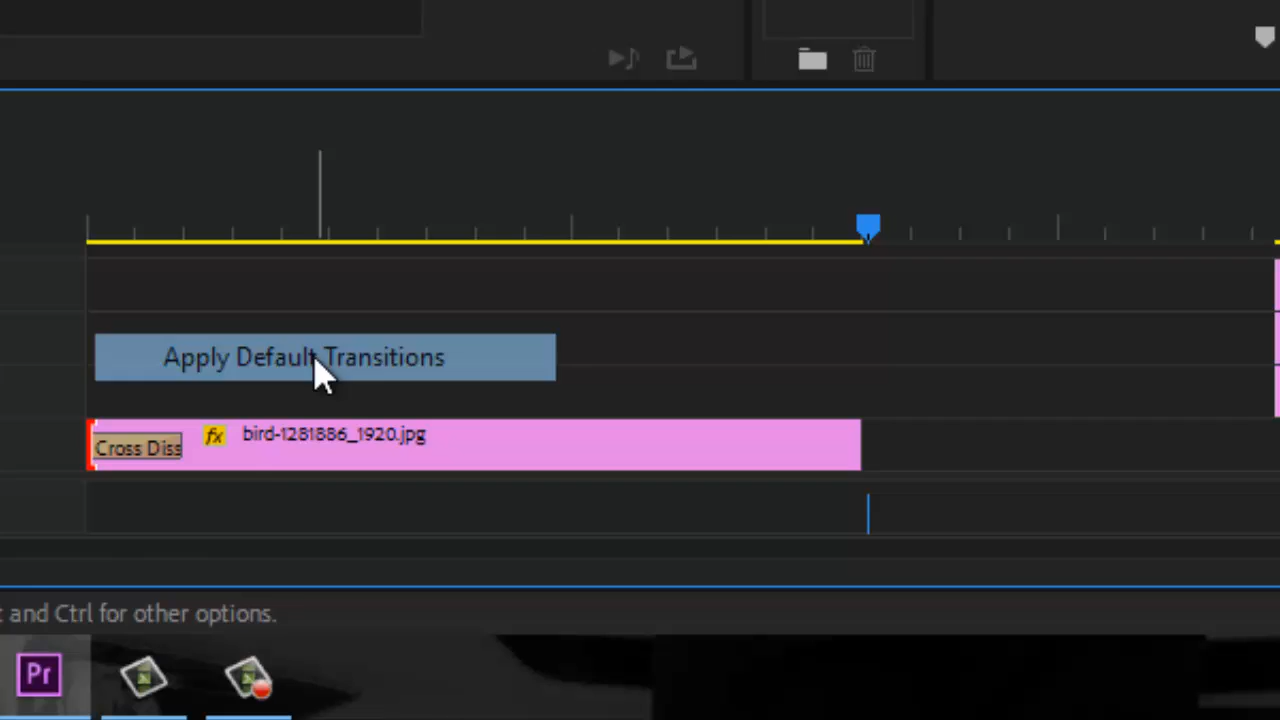 Apply Default Transitions
Cross Diss
fx
bird-1281886_1920.jpg
and Ctrl for other options.
Pr